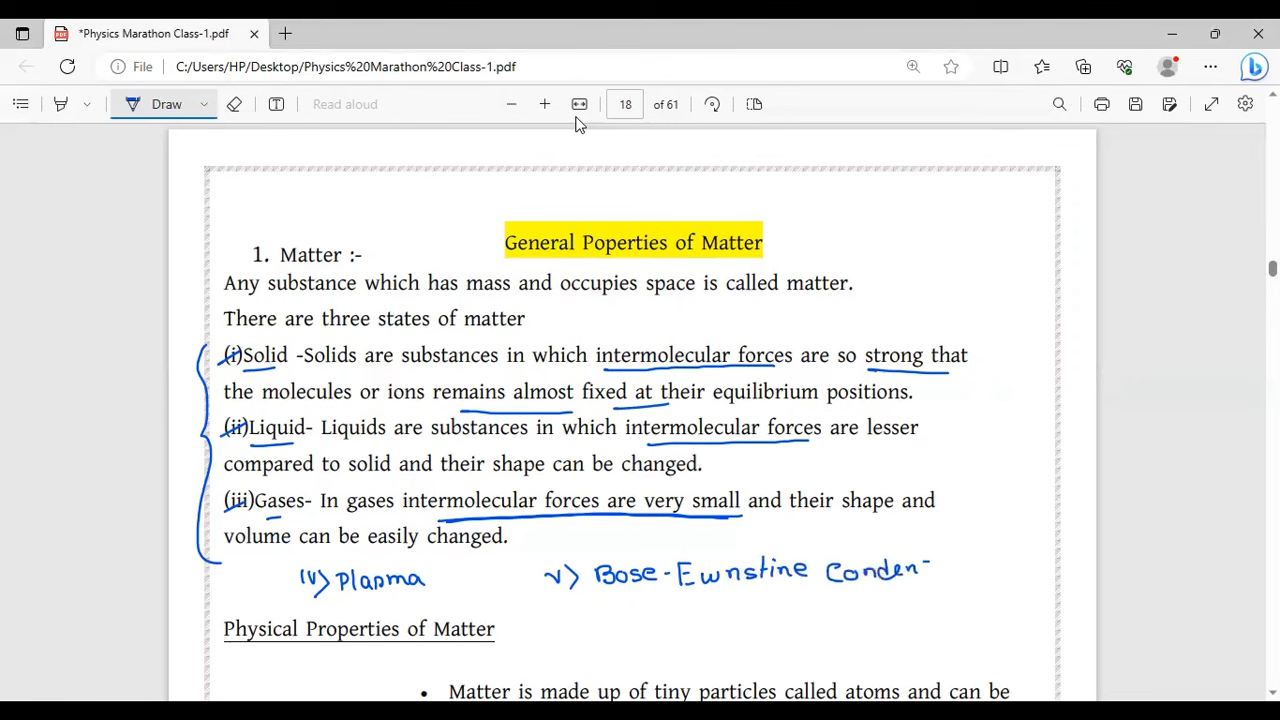 *Physics Marathon Class-1.pdf
File C:/Users/HP/Desktop/Physics%20Marathon%20Class-1.pdf
Draw Read aloud 18 of 61
General Poperties of Matter
1. Matter :-
Any substance which has mass and occupies space is called matter.
There are three states of matter
(i)Solid -Solids are substances in which intermolecular forces are so strong that
the molecules or ions remains almost fixed at their equilibrium positions.
(ii)Liquid- Liquids are substances in which intermolecular forces are lesser
compared to solid and their shape can be changed.
(iii)Gases- In gases intermolecular forces are very small and their shape and
volume can be easily changed.
(iv) Plasma v) Bose-Ewnstine Conden-
Physical Properties of Matter
• Matter is made up of tiny particles called atoms and can be